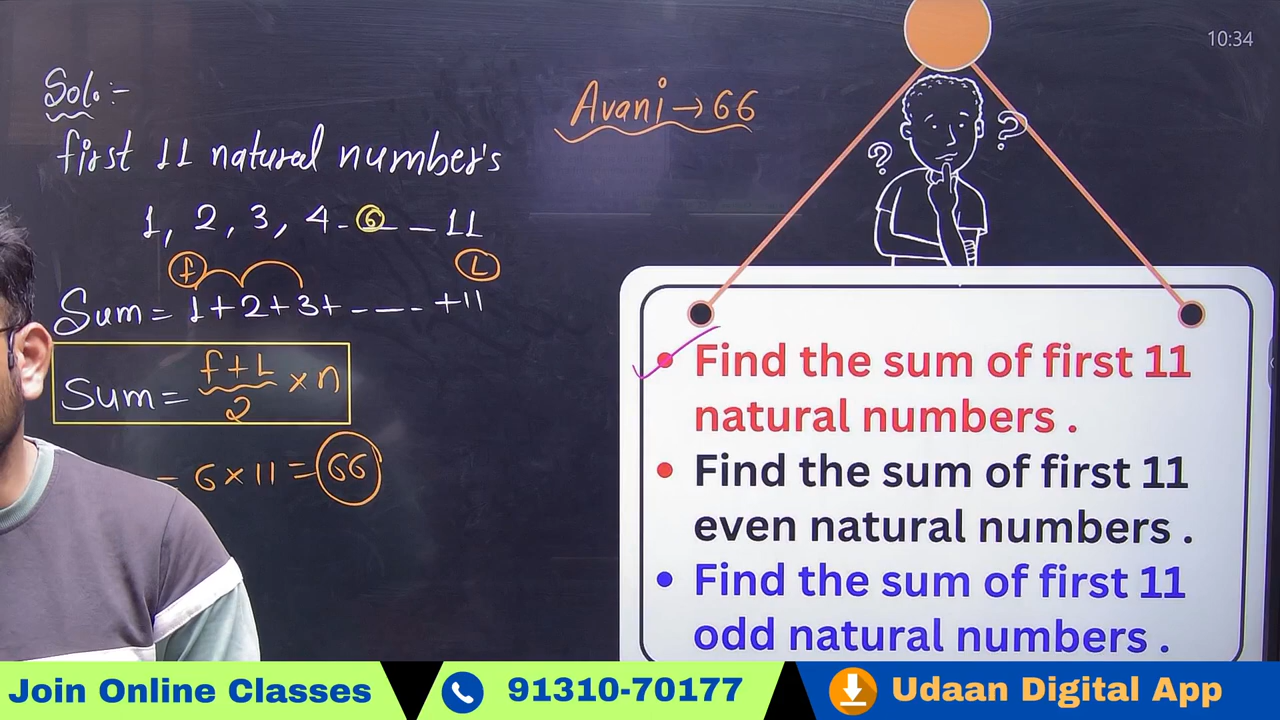 10:34
Sol. :-
first 11 natural number's
1, 2, 3, 4 - 6 - - 11
f L
Sum = 1+2+3+ - - - - +11
Sum = f+L/2 × n
= 6×11 = 66
Avani → 66
? ?
• Find the sum of first 11
natural numbers .
• Find the sum of first 11
even natural numbers .
• Find the sum of first 11
odd natural numbers .
Join Online Classes
91310-70177
Udaan Digital App